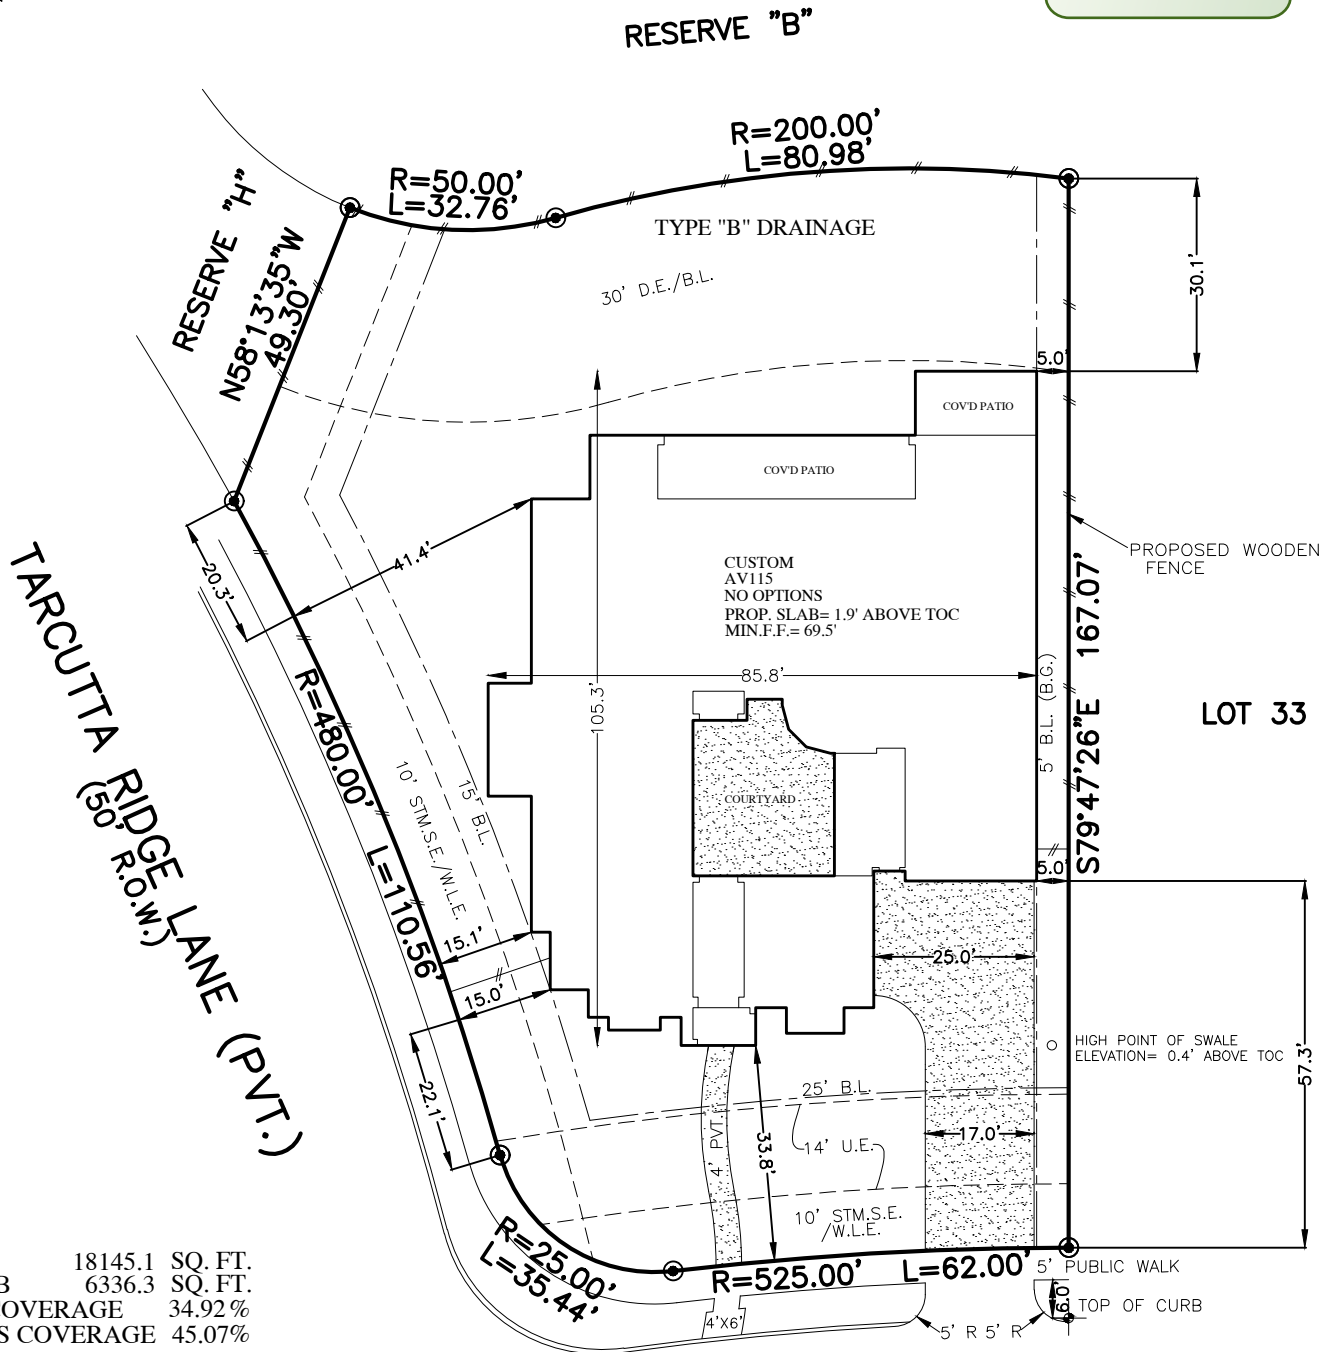 RESERVE "B"
R=200.00'
L=80.98'
R=50.00'
L=32.76'
RESERVE "H"
N58°13'35"W
49.30'
TYPE "B" DRAINAGE
30' D.E./B.L.
30.1'
5.0'
COV'D PATIO
COV'D PATIO
41.4'
20.3'
CUSTOM
AV115
NO OPTIONS
PROP. SLAB= 1.9' ABOVE TOC
MIN.F.F.= 69.5'
PROPOSED WOODEN
FENCE
S79°47'26"E 167.07'
5' B.L. (B.G.)
LOT 33
85.8'
105.3'
TARCUTTA RIDGE LANE (PVT.)
(50' R.O.W.)
R=480.00' L=110.56'
10' STM.S.E./W.L.E.
15' B.L.
COURTYARD
5.0'
15.1'
15.0'
25.0'
22.1'
HIGH POINT OF SWALE
ELEVATION= 0.4' ABOVE TOC
57.3'
25' B.L.
4' PVT.
33.8'
14' U.E.
17.0'
10' STM.S.E.
/W.L.E.
R=25.00'
L=35.44'
R=525.00' L=62.00'
5' PUBLIC WALK
6.0'
TOP OF CURB
4'X6'
5' R 5' R
18145.1 SQ. FT.
B 6336.3 SQ. FT.
OVERAGE 34.92%
S COVERAGE 45.07%